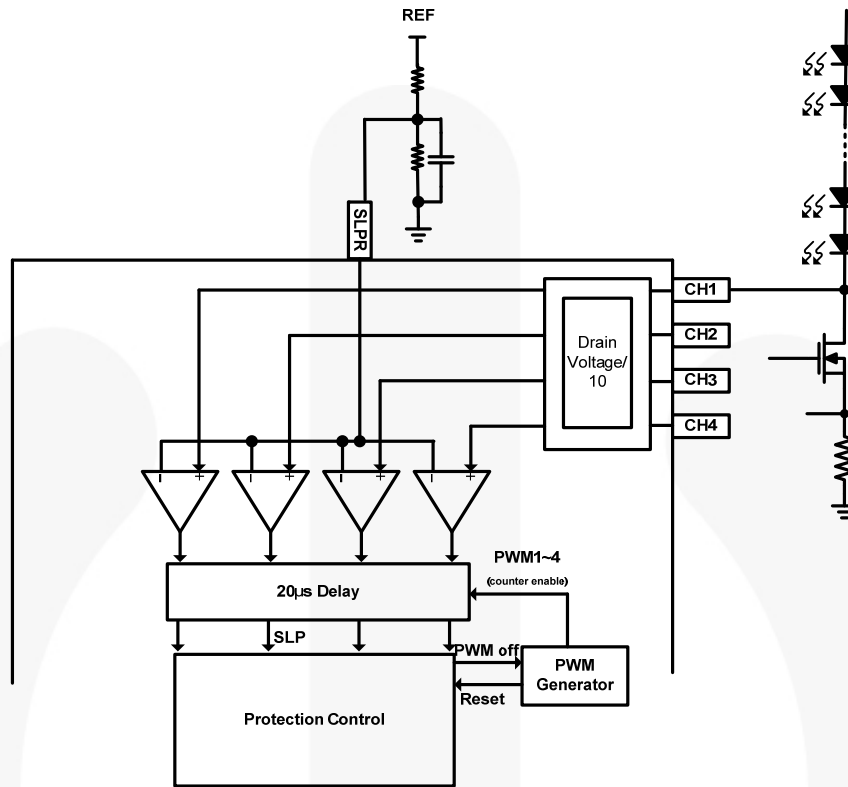 REF
SLPR
CH1
Drain
Voltage/
10
CH2
CH3
CH4
- + - + - + - +
PWM1~4
(counter enable)
20µs Delay
SLP
PWM off
PWM
Generator
Reset
Protection Control